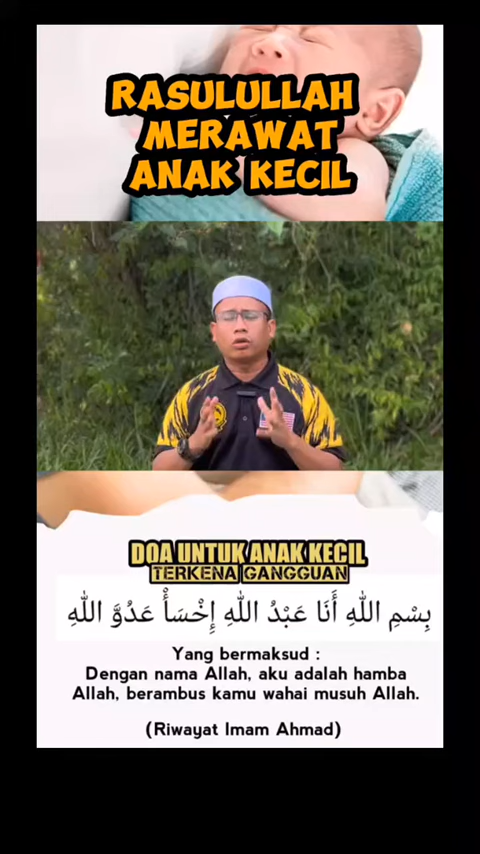 RASULULLAH
MERAWAT
ANAK KECIL
DOA UNTUK ANAK KECIL
TERKENA GANGGUAN
بِسْمِ اللّٰهِ أَنَا عَبْدُ اللّٰهِ إِخْسَأْ عَدُوَّ اللّٰهِ
Yang bermaksud :
Dengan nama Allah, aku adalah hamba
Allah, berambus kamu wahai musuh Allah.
(Riwayat Imam Ahmad)